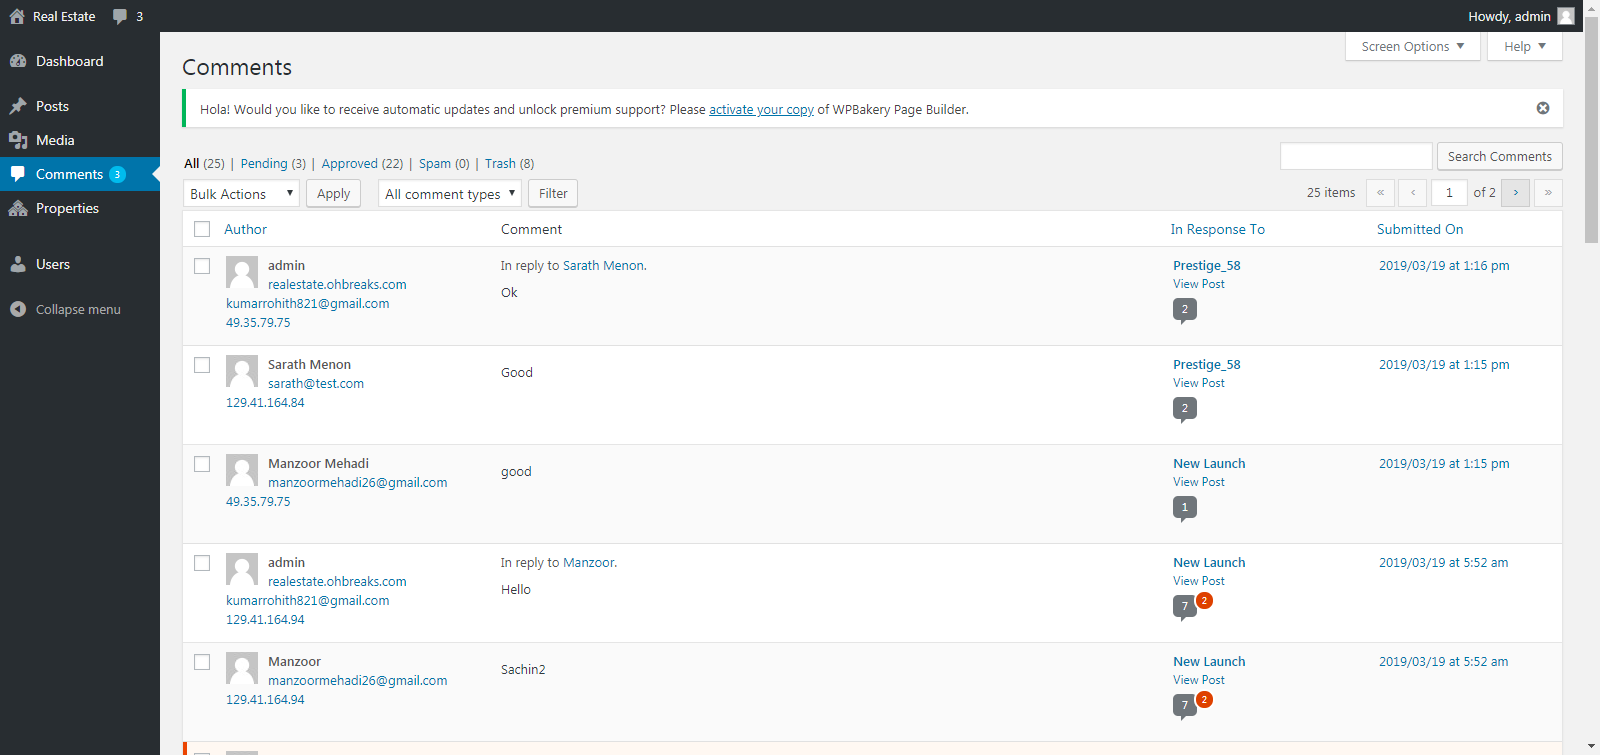 Real Estate 3 Howdy, admin
Screen Options Help
Dashboard
Posts
Media
Comments 3
Properties
Users
Collapse menu
Comments
Hola! Would you like to receive automatic updates and unlock premium support? Please activate your copy of WPBakery Page Builder.
All (25) | Pending (3) | Approved (22) | Spam (0) | Trash (8)
Search Comments
Bulk Actions Apply All comment types Filter
25 items « ‹ 1 of 2 › »
Author Comment In Response To Submitted On
admin In reply to Sarath Menon. Prestige_58 2019/03/19 at 1:16 pm
realestate.ohbreaks.com Ok View Post
kumarrohith821@gmail.com 2
49.35.79.75
Sarath Menon Good Prestige_58 2019/03/19 at 1:15 pm
sarath@test.com View Post
129.41.164.84 2
Manzoor Mehadi good New Launch 2019/03/19 at 1:15 pm
manzoormehadi26@gmail.com View Post
49.35.79.75 1
admin In reply to Manzoor. New Launch 2019/03/19 at 5:52 am
realestate.ohbreaks.com Hello View Post
kumarrohith821@gmail.com 7 2
129.41.164.94
Manzoor Sachin2 New Launch 2019/03/19 at 5:52 am
manzoormehadi26@gmail.com View Post
129.41.164.94 7 2